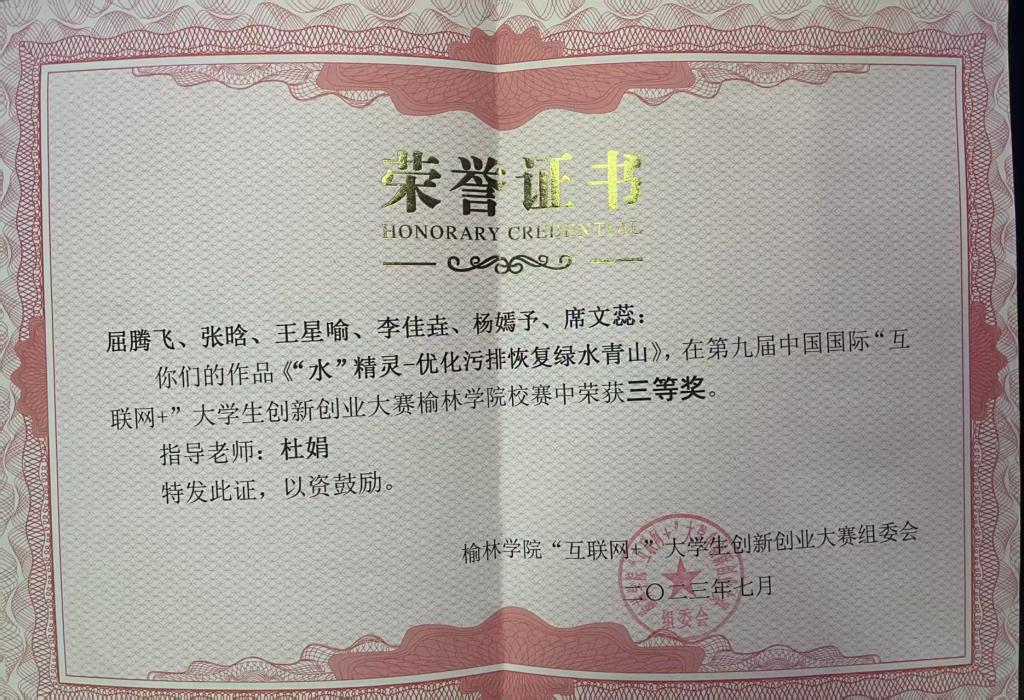 荣誉证书
HONORARY CREDENTIAL
屈腾飞、张晗、王星喻、李佳垚、杨嫣予、席文蕊：
你们的作品《“水”精灵-优化污排恢复绿水青山》，在第九届中国国际“互
联网+”大学生创新创业大赛榆林学院校赛中荣获三等奖。
指导老师：杜娟
特发此证，以资鼓励。
榆林学院“互联网+”大学生创新创业大赛组委会
二〇二三年七月
组委会